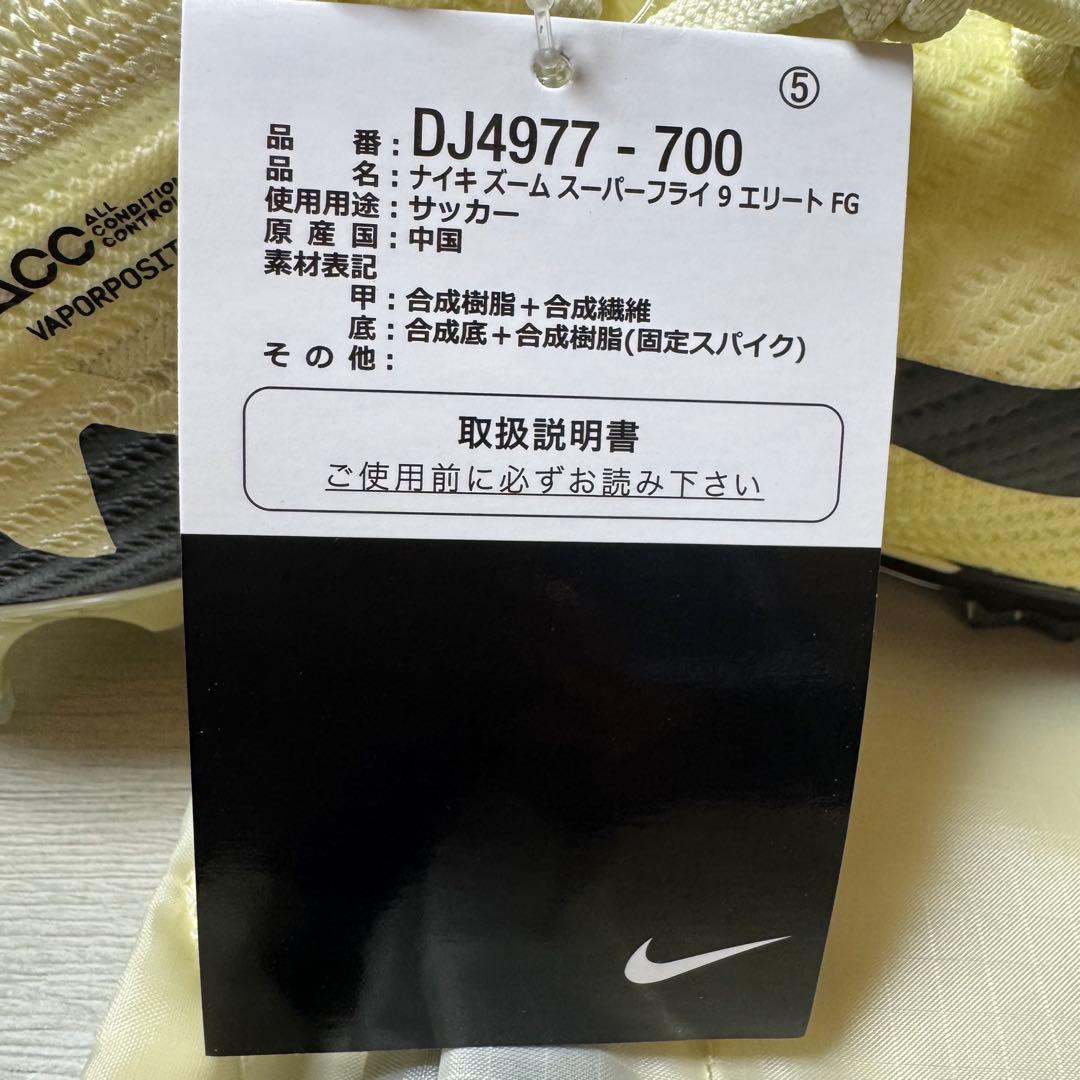 ⑤
品番:DJ4977-700
品名:ナイキ ズーム スーパーフライ 9 エリート FG
使用用途:サッカー
原産国:中国
素材表記
甲:合成樹脂＋合成繊維
底:合成底＋合成樹脂(固定スパイク)
その他:
取扱説明書
ご使用前に必ずお読み下さい
ACC
ALL
CONDITION
CONTROL